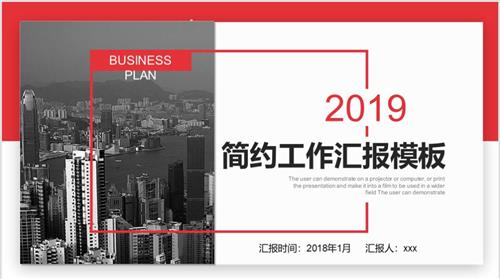 BUSINESS
PLAN
2019
简约工作汇报模板
The user can demonstrate on a projector or computer, or print
the presentation and make it into a film to be used in a wider
field The user can demonstrate
汇报时间：2018年1月 汇报人：xxx